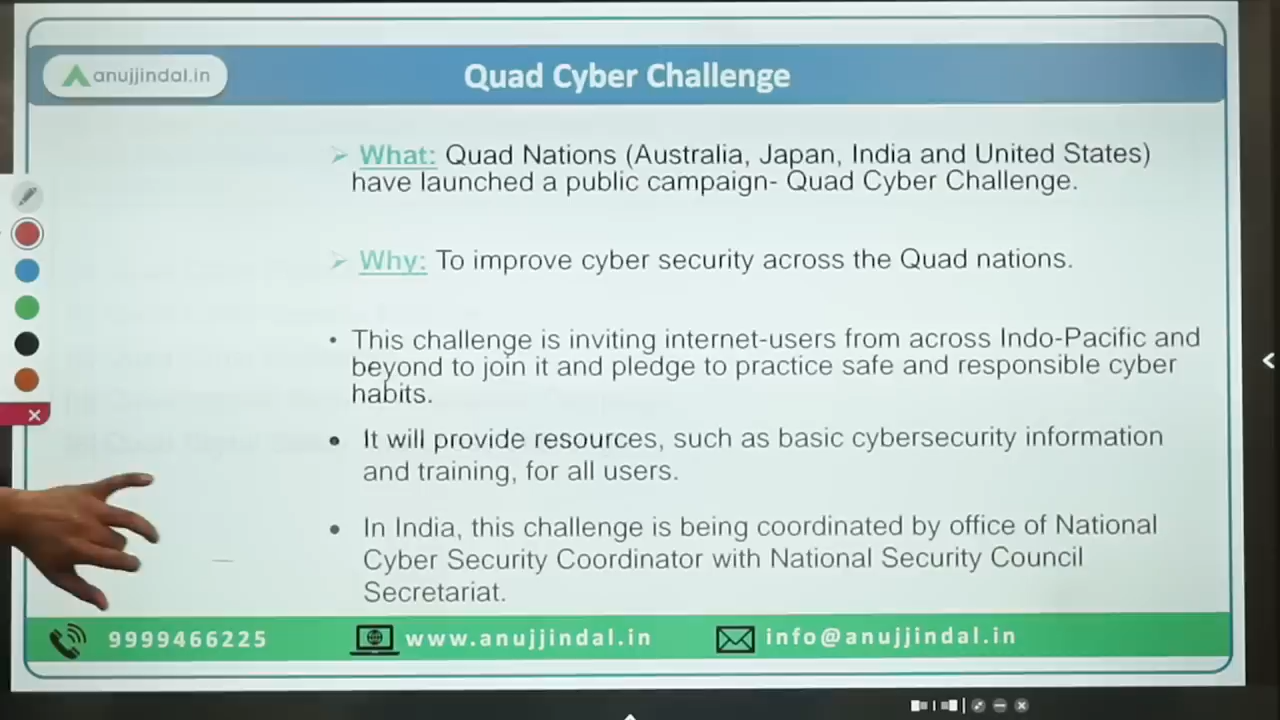 anujjindal.in
Quad Cyber Challenge
➢ What: Quad Nations (Australia, Japan, India and United States)
have launched a public campaign- Quad Cyber Challenge.
➢ Why: To improve cyber security across the Quad nations.
• This challenge is inviting internet-users from across Indo-Pacific and
beyond to join it and pledge to practice safe and responsible cyber
habits.
• It will provide resources, such as basic cybersecurity information
and training, for all users.
• In India, this challenge is being coordinated by office of National
Cyber Security Coordinator with National Security Council
Secretariat.
9999466225 www.anujjindal.in info@anujjindal.in